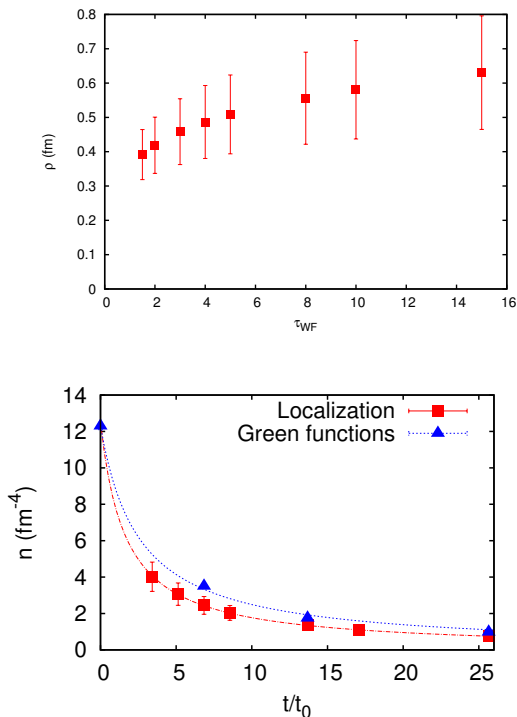 0.8
0.7
0.6
0.5
0.4
0.3
0.2
0.1
0
ρ (fm)
0 2 4 6 8 10 12 14 16
τWF
14
12
10
8
6
4
2
0
n (fm-4)
Localization
Green functions
0 5 10 15 20 25
t/t0